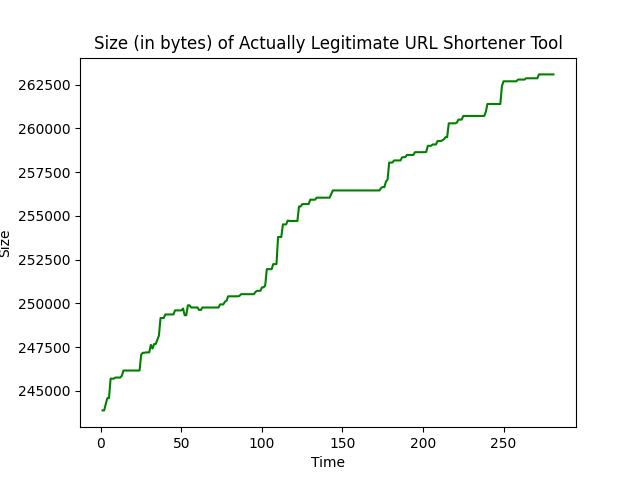 Size (in bytes) of Actually Legitimate URL Shortener Tool
262500
260000
257500
255000
252500
250000
247500
245000
Size
0 50 100 150 200 250
Time